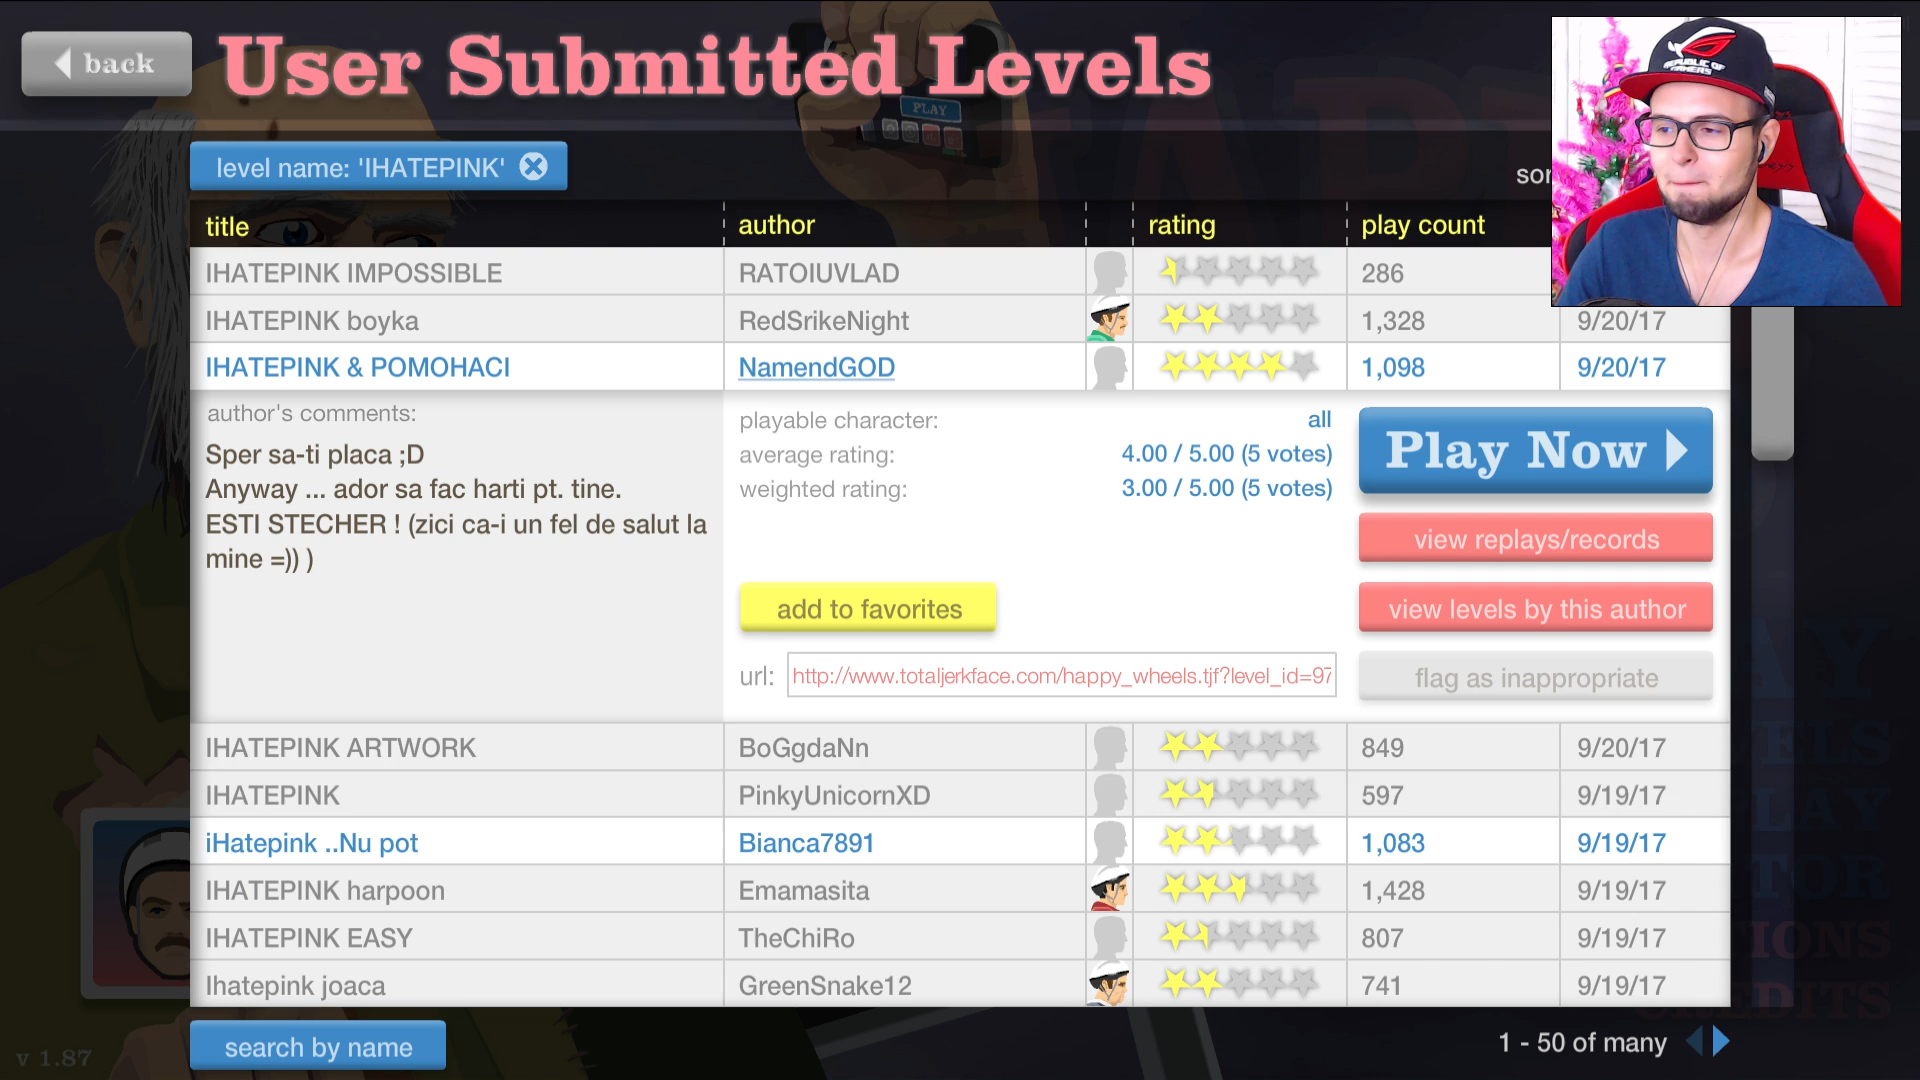 back
User Submitted Levels
PLAY
REPUBLIC OF
GAMERS
level name: 'IHATEPINK'
title author rating play count
IHATEPINK IMPOSSIBLE RATOIUVLAD 286
IHATEPINK boyka RedSrikeNight 1,328 9/20/17
IHATEPINK & POMOHACI NamendGOD 1,098 9/20/17
author's comments:
Sper sa-ti placa ;D
Anyway ... ador sa fac harti pt. tine.
ESTI STECHER ! (zici ca-i un fel de salut la
mine =)) )
playable character: all
average rating: 4.00 / 5.00 (5 votes)
weighted rating: 3.00 / 5.00 (5 votes)
add to favorites
url: http://www.totaljerkface.com/happy_wheels.tjf?level_id=97
Play Now
view replays/records
view levels by this author
flag as inappropriate
IHATEPINK ARTWORK BoGgdaNn 849 9/20/17
IHATEPINK PinkyUnicornXD 597 9/19/17
iHatepink ..Nu pot Bianca7891 1,083 9/19/17
IHATEPINK harpoon Emamasita 1,428 9/19/17
IHATEPINK EASY TheChiRo 807 9/19/17
Ihatepink joaca GreenSnake12 741 9/19/17
CREDITS
search by name
1 - 50 of many
v 1.87